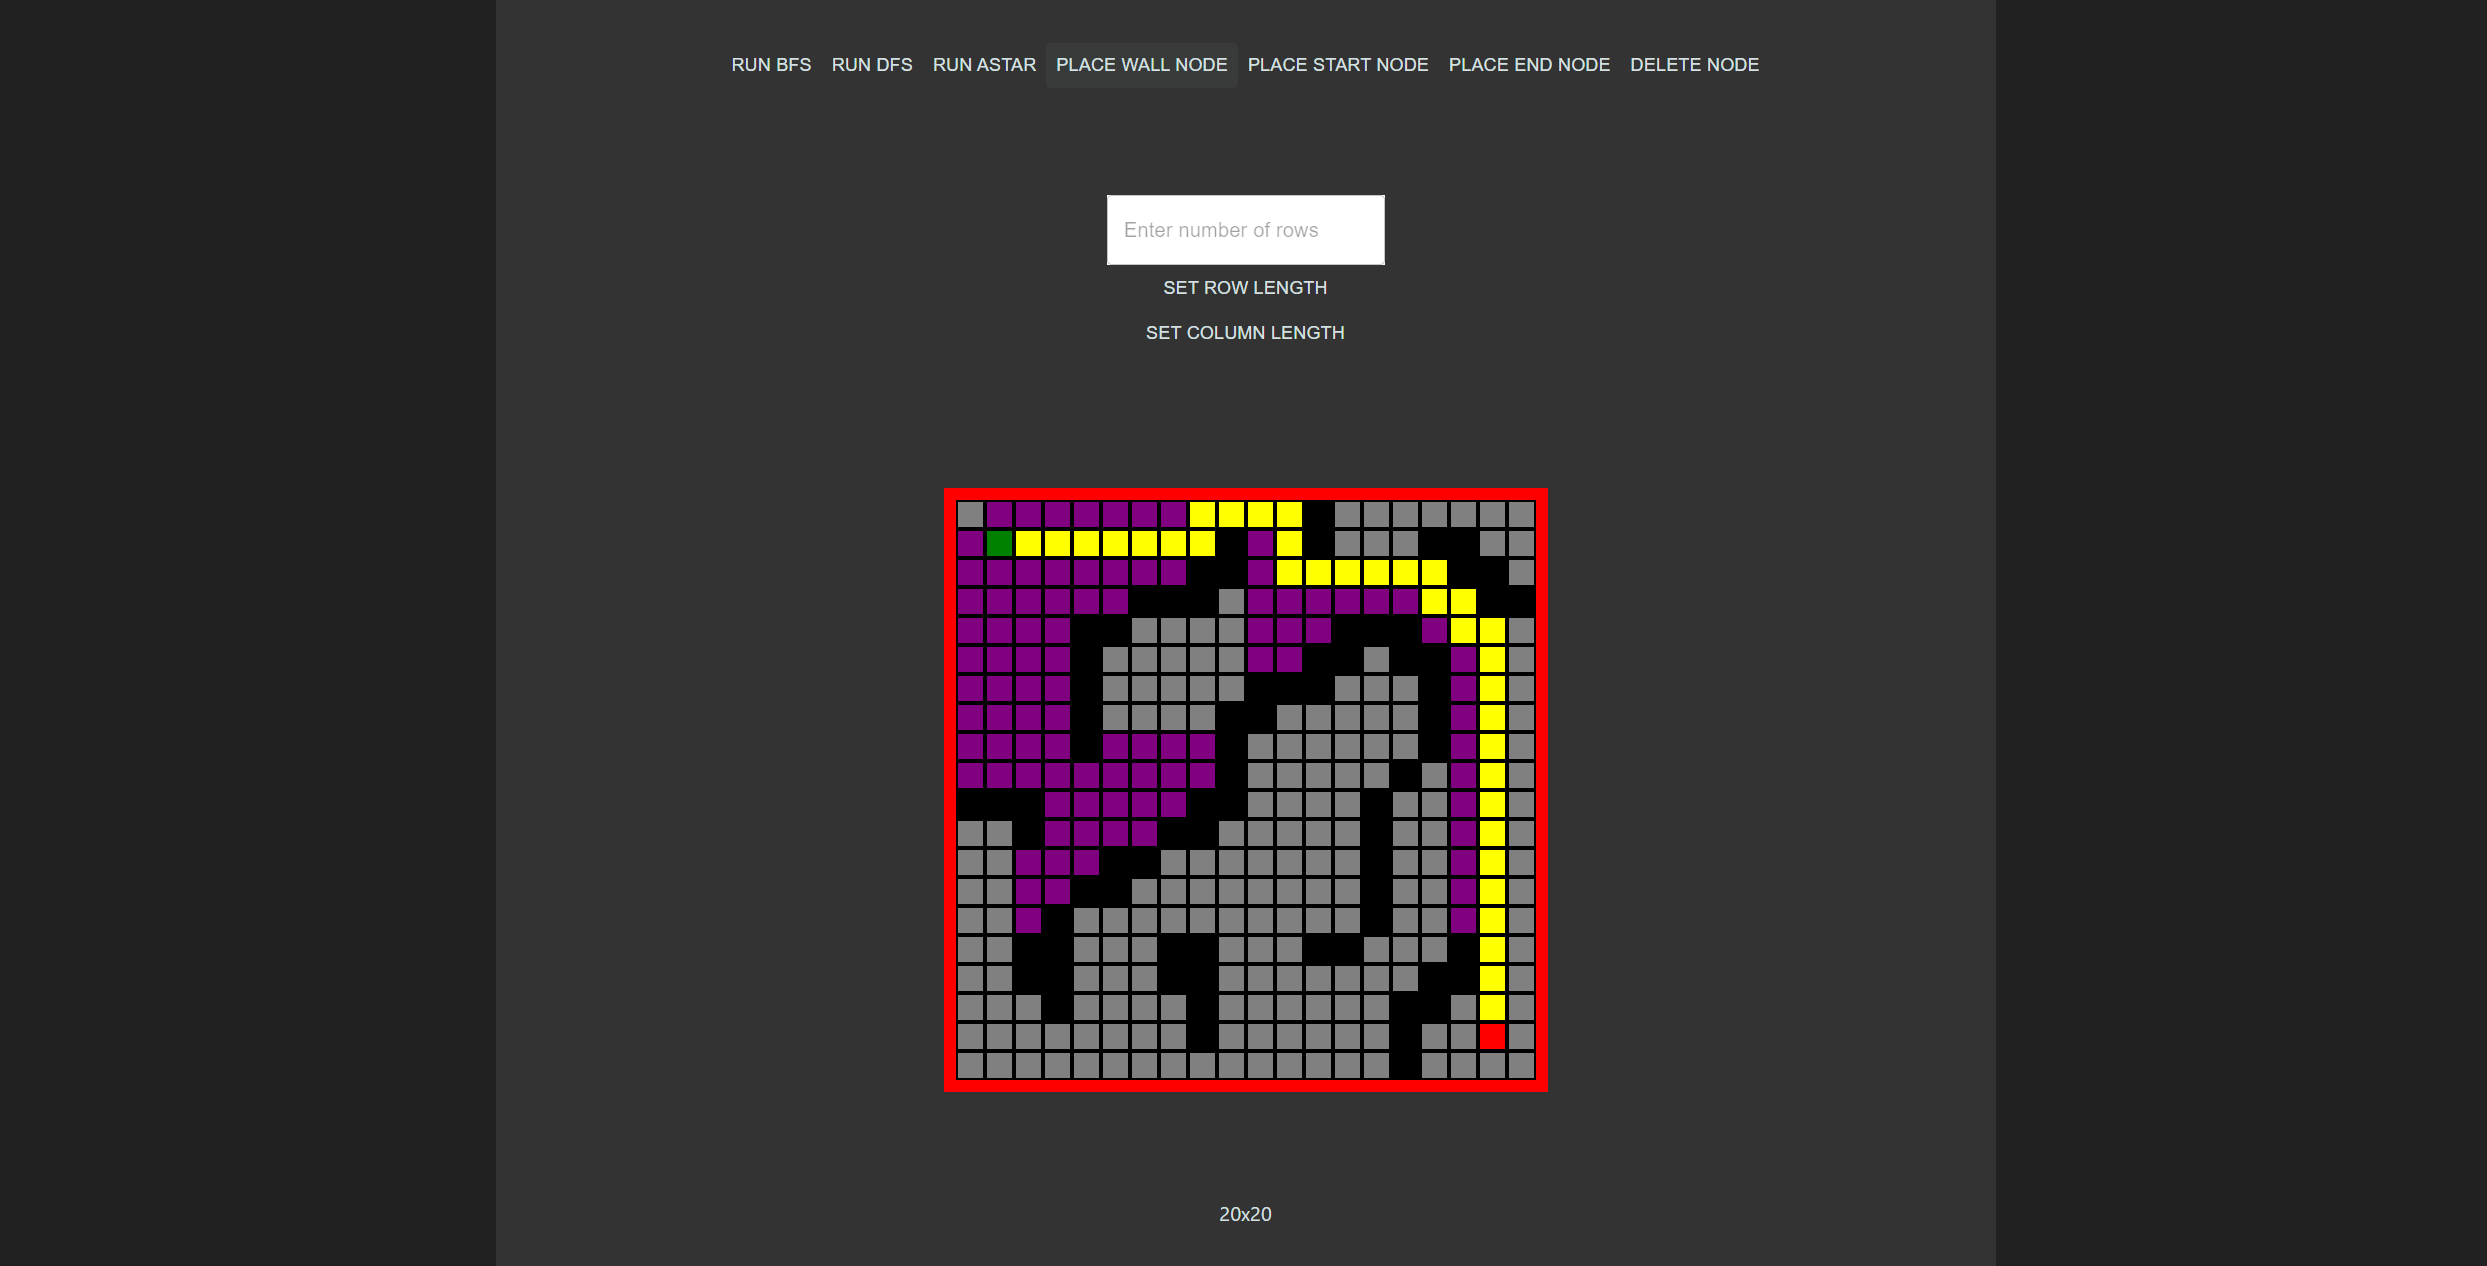 RUN BFS RUN DFS RUN ASTAR PLACE WALL NODE PLACE START NODE PLACE END NODE DELETE NODE
Enter number of rows
SET ROW LENGTH
SET COLUMN LENGTH
20x20